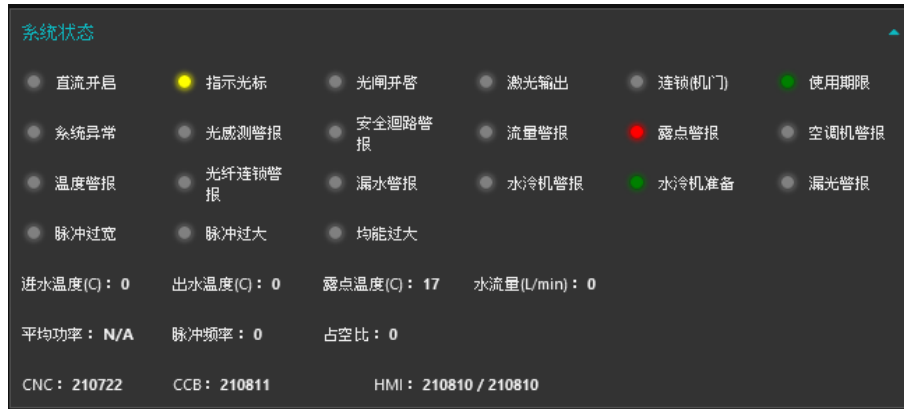 系统状态
直流开启 指示光标 光闸开启 激光输出 连锁(机门) 使用期限
系统异常 光感测警报 安全迴路警报 流量警报 露点警报 空调机警报
温度警报 光纤连锁警报 漏水警报 水冷机警报 水冷机准备 漏光警报
脉冲过宽 脉冲过大 均能过大
进水温度(C)： 0 出水温度(C)： 0 露点温度(C)： 17 水流量(L/min)： 0
平均功率： N/A 脉冲频率： 0 占空比： 0
CNC： 210722 CCB： 210811 HMI： 210810 / 210810